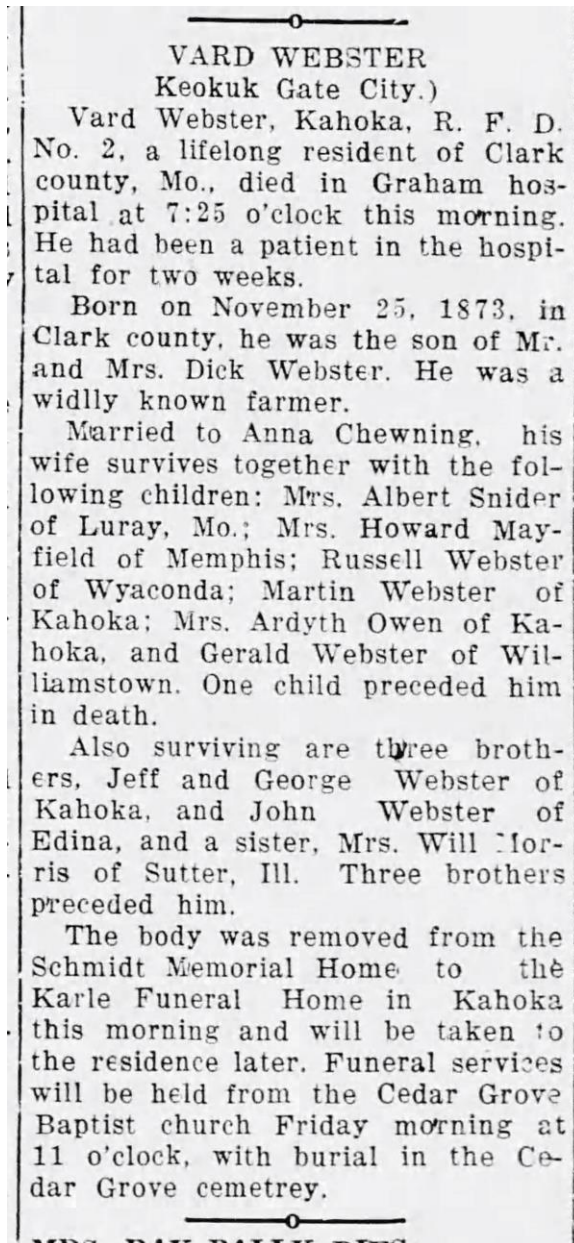 VARD WEBSTER
Keokuk Gate City.)
Vard Webster, Kahoka, R. F. D.
No. 2, a lifelong resident of Clark
county, Mo., died in Graham hos-
pital at 7:25 o'clock this morning.
He had been a patient in the hospi-
tal for two weeks.
Born on November 25, 1873, in
Clark county, he was the son of Mr.
and Mrs. Dick Webster. He was a
widlly known farmer.
Married to Anna Chewning, his
wife survives together with the fol-
lowing children: Mrs. Albert Snider
of Luray, Mo.; Mrs. Howard May-
field of Memphis; Russell Webster
of Wyaconda; Martin Webster of
Kahoka; Mrs. Ardyth Owen of Ka-
hoka, and Gerald Webster of Wil-
liamstown. One child preceded him
in death.
Also surviving are three broth-
ers, Jeff and George Webster of
Kahoka, and John Webster of
Edina, and a sister, Mrs. Will Mor-
ris of Sutter, Ill. Three brothers
preceded him.
The body was removed from the
Schmidt Memorial Home to the
Karle Funeral Home in Kahoka
this morning and will be taken to
the residence later. Funeral services
will be held from the Cedar Grove
Baptist church Friday morning at
11 o'clock, with burial in the Ce-
dar Grove cemetrey.